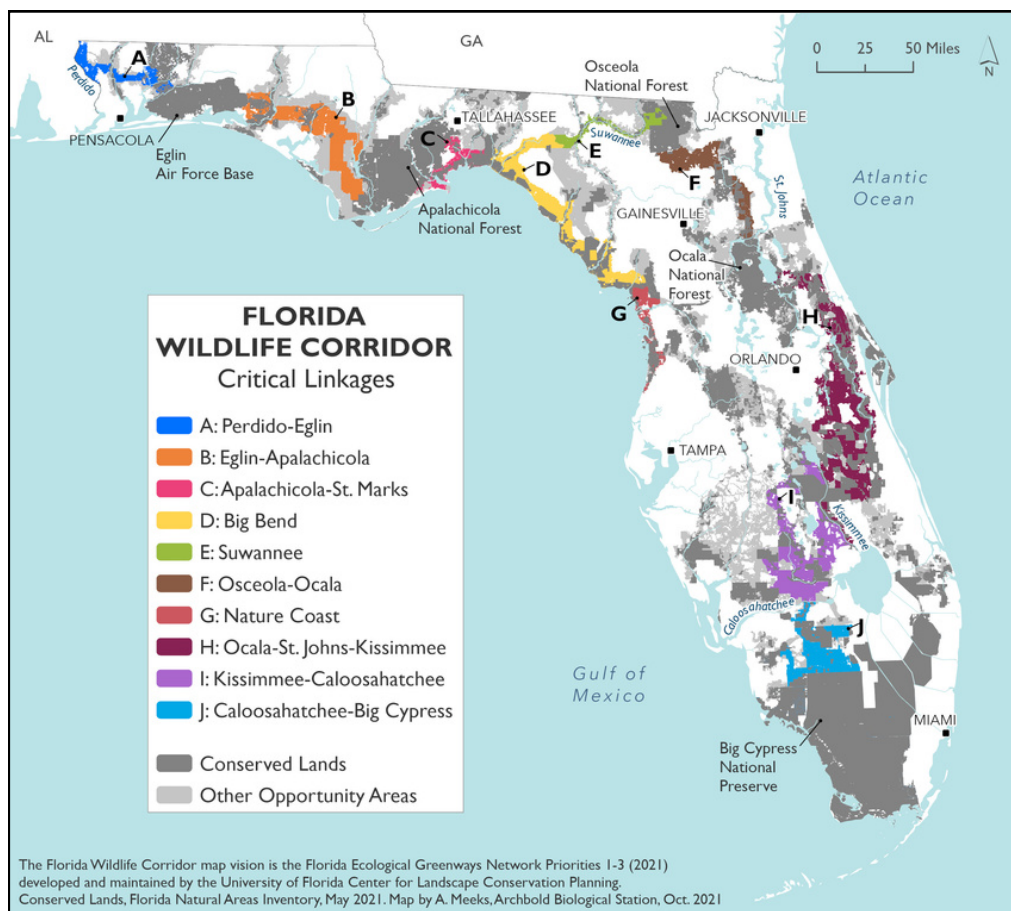 AL
GA
0 25 50 Miles
N
A
Perdido
PENSACOLA
Eglin
Air Force Base
B
C
TALLAHASSEE
Apalachicola
National Forest
D
Suwannee
E
Osceola
National Forest
JACKSONVILLE
F
St. Johns
Atlantic
Ocean
GAINESVILLE
Ocala
National
Forest
G
H
ORLANDO
TAMPA
I
Kissimmee
Caloosahatchee
J
Gulf of
Mexico
MIAMI
Big Cypress
National
Preserve
FLORIDA
WILDLIFE CORRIDOR
Critical Linkages
A: Perdido-Eglin
B: Eglin-Apalachicola
C: Apalachicola-St. Marks
D: Big Bend
E: Suwannee
F: Osceola-Ocala
G: Nature Coast
H: Ocala-St. Johns-Kissimmee
I: Kissimmee-Caloosahatchee
J: Caloosahatchee-Big Cypress
Conserved Lands
Other Opportunity Areas
The Florida Wildlife Corridor map vision is the Florida Ecological Greenways Network Priorities 1-3 (2021)
developed and maintained by the University of Florida Center for Landscape Conservation Planning.
Conserved Lands, Florida Natural Areas Inventory, May 2021. Map by A. Meeks, Archbold Biological Station, Oct. 2021